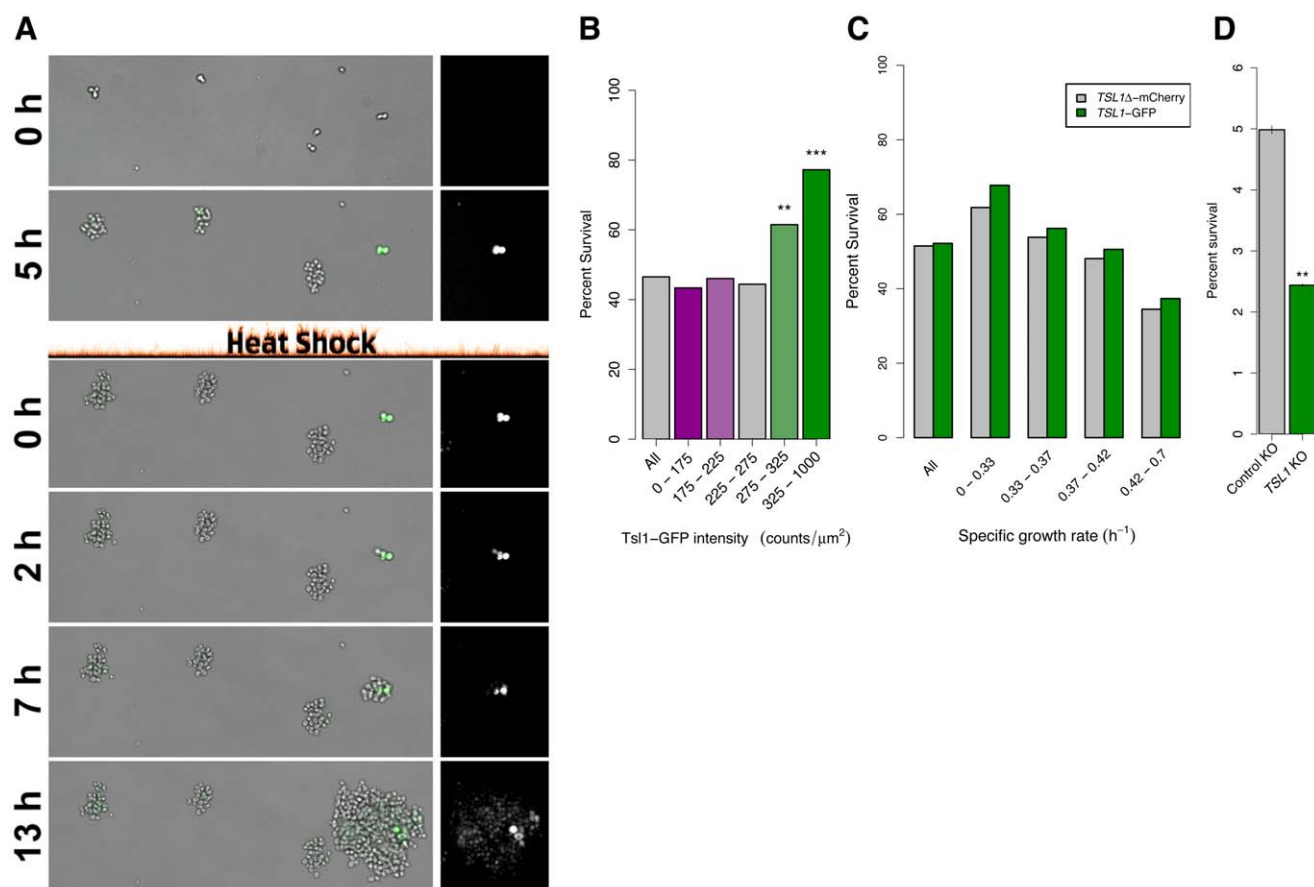 A
0 h
5 h
Heat Shock
0 h
2 h
7 h
13 h
B
Percent Survival
100
80
60
40
20
0
**
***
All
0 − 175
175 − 225
225 − 275
275 − 325
325 − 1000
Tsl1−GFP intensity (counts/μm²)
C
Percent Survival
100
80
60
40
20
0
TSL1Δ−mCherry
TSL1−GFP
All
0 − 0.33
0.33 − 0.37
0.37 − 0.42
0.42 − 0.7
Specific growth rate (h⁻¹)
D
Percent survival
6
5
4
3
2
1
0
**
Control KO
TSL1 KO